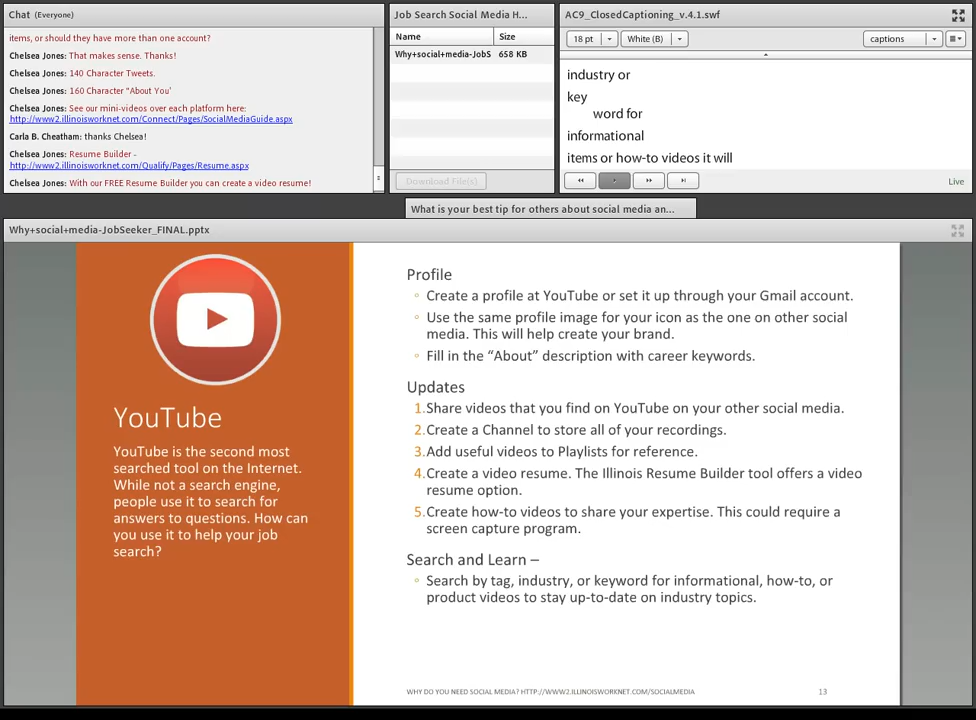 Chat (Everyone)
items, or should they have more than one account?
Chelsea Jones: That makes sense. Thanks!
Chelsea Jones: 140 Character Tweets.
Chelsea Jones: 160 Character "About You'
Chelsea Jones: See our mini-videos over each platform here:
http://www2.illinoisworknet.com/Connect/Pages/SocialMediaGuide.aspx
Carla B. Cheatham: thanks Chelsea!
Chelsea Jones: Resume Builder -
http://www2.illinoisworknet.com/Qualify/Pages/Resume.aspx
Chelsea Jones: With our FREE Resume Builder you can create a video resume!
Job Search Social Media H...
Name Size
Why+social+media-JobS 658 KB
Download File(s)
AC9_ClosedCaptioning_v.4.1.swf
18 pt White (B) captions
industry or
key
word for
informational
items or how-to videos it will
Live
What is your best tip for others about social media an...
Why+social+media-JobSeeker_FINAL.pptx
YouTube
YouTube is the second most
searched tool on the Internet.
While not a search engine,
people use it to search for
answers to questions. How can
you use it to help your job
search?
Profile
Create a profile at YouTube or set it up through your Gmail account.
Use the same profile image for your icon as the one on other social
media. This will help create your brand.
Fill in the “About” description with career keywords.
Updates
1. Share videos that you find on YouTube on your other social media.
2. Create a Channel to store all of your recordings.
3. Add useful videos to Playlists for reference.
4. Create a video resume. The Illinois Resume Builder tool offers a video
resume option.
5. Create how-to videos to share your expertise. This could require a
screen capture program.
Search and Learn –
Search by tag, industry, or keyword for informational, how-to, or
product videos to stay up-to-date on industry topics.
WHY DO YOU NEED SOCIAL MEDIA? HTTP://WWW2.ILLINOISWORKNET.COM/SOCIALMEDIA 13